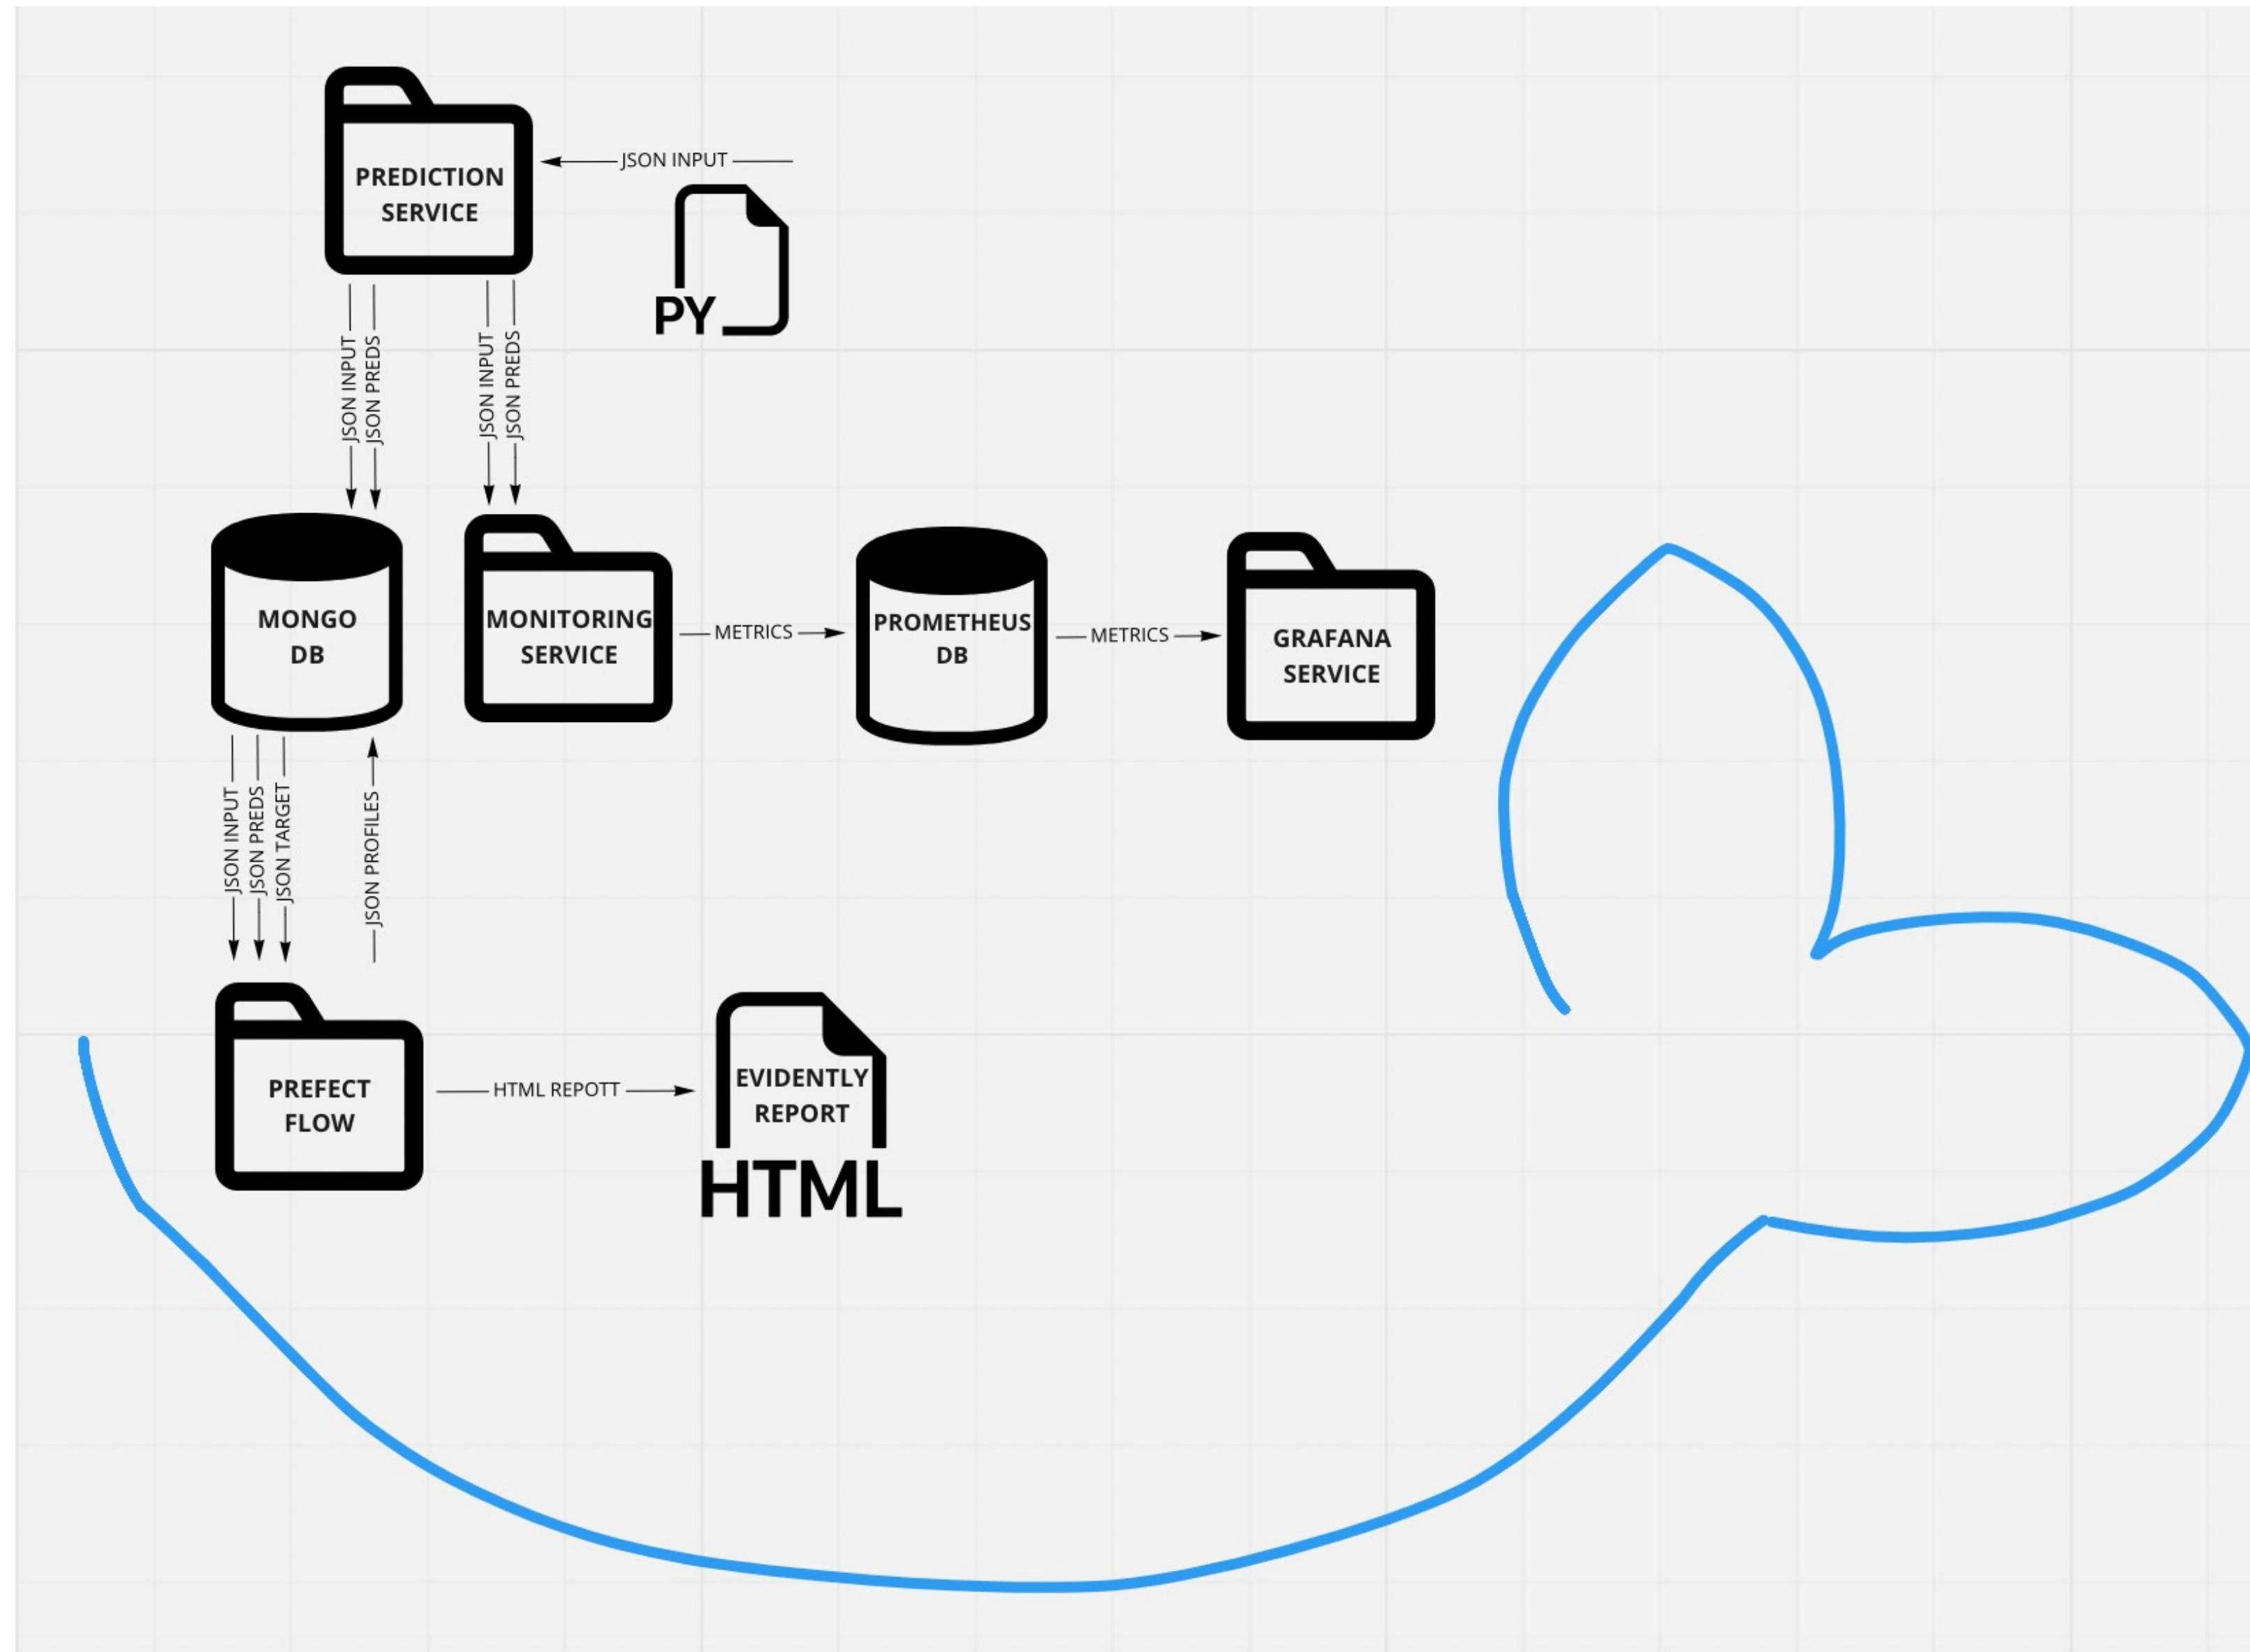 PREDICTION
SERVICE
JSON INPUT
PY
JSON INPUT
JSON PREDS
JSON INPUT
JSON PREDS
MONGO
DB
MONITORING
SERVICE
METRICS
PROMETHEUS
DB
METRICS
GRAFANA
SERVICE
JSON INPUT
JSON PREDS
JSON TARGET
JSON PROFILES
PREFECT
FLOW
HTML REPOTT
EVIDENTLY
REPORT
HTML